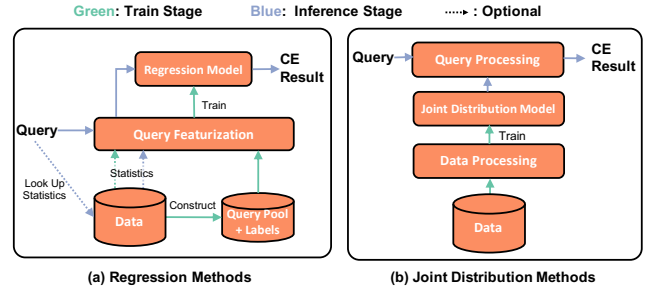 Green: Train Stage Blue: Inference Stage : Optional
Regression Model
CE
Result
Train
Query
Query Featurization
Look Up
Statistics
Statistics
Data
Construct
Query Pool
+ Labels
(a) Regression Methods
Query
Query Processing
CE
Result
Joint Distribution Model
Train
Data Processing
Data
(b) Joint Distribution Methods